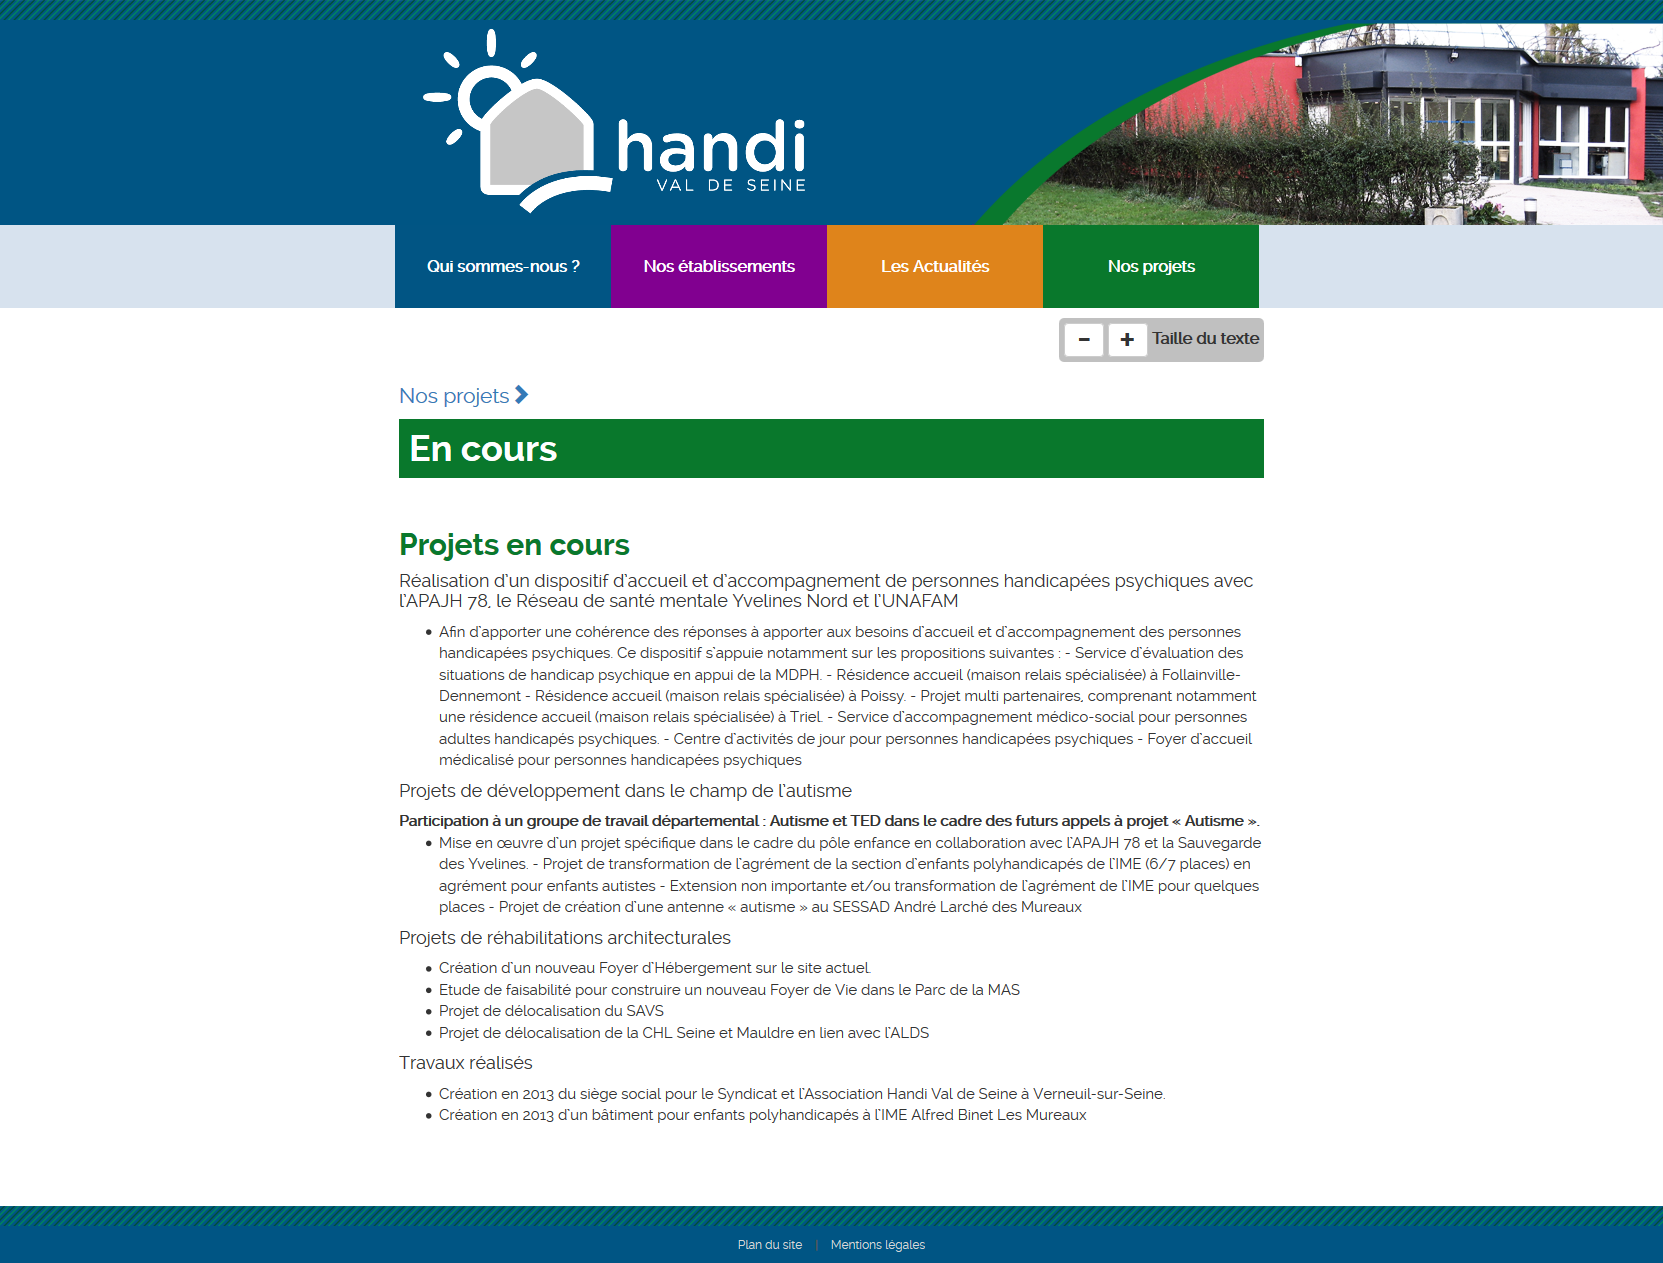 handi
VAL DE SEINE
Qui sommes-nous ?
Nos établissements
Les Actualités
Nos projets
- + Taille du texte
Nos projets
En cours
Projets en cours
Réalisation d'un dispositif d'accueil et d'accompagnement de personnes handicapées psychiques avec
l'APAJH 78, le Réseau de santé mentale Yvelines Nord et l'UNAFAM
• Afin d'apporter une cohérence des réponses à apporter aux besoins d'accueil et d'accompagnement des personnes
handicapées psychiques. Ce dispositif s'appuie notamment sur les propositions suivantes : - Service d'évaluation des
situations de handicap psychique en appui de la MDPH. - Résidence accueil (maison relais spécialisée) à Follainville-
Dennemont - Résidence accueil (maison relais spécialisée) à Poissy. - Projet multi partenaires, comprenant notamment
une résidence accueil (maison relais spécialisée) à Triel. - Service d'accompagnement médico-social pour personnes
adultes handicapés psychiques. - Centre d'activités de jour pour personnes handicapées psychiques - Foyer d'accueil
médicalisé pour personnes handicapées psychiques
Projets de développement dans le champ de l'autisme
Participation à un groupe de travail départemental : Autisme et TED dans le cadre des futurs appels à projet « Autisme ».
• Mise en œuvre d'un projet spécifique dans le cadre du pôle enfance en collaboration avec l'APAJH 78 et la Sauvegarde
des Yvelines. - Projet de transformation de l'agrément de la section d'enfants polyhandicapés de l'IME (6/7 places) en
agrément pour enfants autistes - Extension non importante et/ou transformation de l'agrément de l'IME pour quelques
places - Projet de création d'une antenne « autisme » au SESSAD André Larché des Mureaux
Projets de réhabilitations architecturales
• Création d'un nouveau Foyer d'Hébergement sur le site actuel.
• Etude de faisabilité pour construire un nouveau Foyer de Vie dans le Parc de la MAS
• Projet de délocalisation du SAVS
• Projet de délocalisation de la CHL Seine et Mauldre en lien avec l'ALDS
Travaux réalisés
• Création en 2013 du siège social pour le Syndicat et l'Association Handi Val de Seine à Verneuil-sur-Seine.
• Création en 2013 d'un bâtiment pour enfants polyhandicapés à l'IME Alfred Binet Les Mureaux
Plan du site | Mentions légales